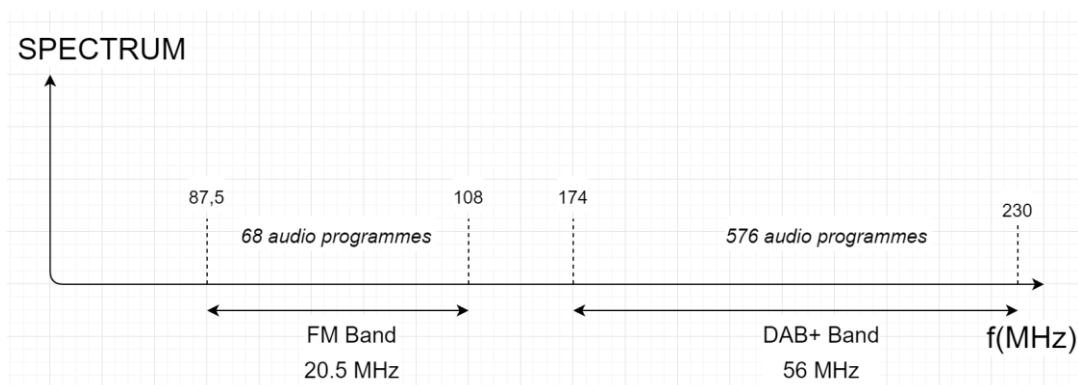 SPECTRUM
87,5
108
174
230
68 audio programmes
576 audio programmes
FM Band
20.5 MHz
DAB+ Band
56 MHz
f(MHz)